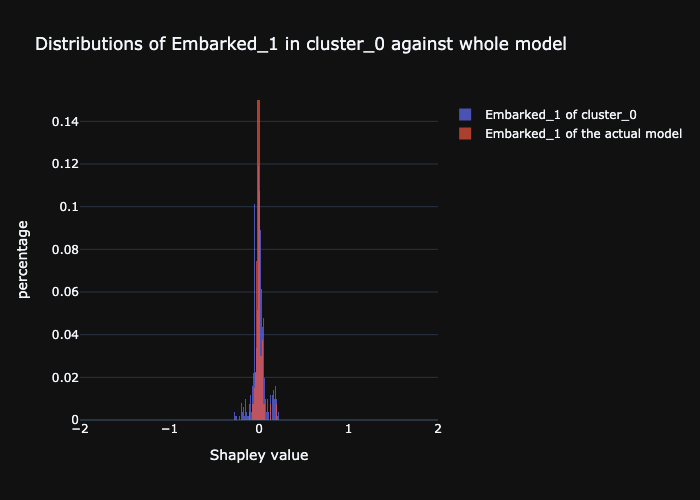 Distributions of Embarked_1 in cluster_0 against whole model
Embarked_1 of cluster_0
Embarked_1 of the actual model
percentage
0.14
0.12
0.1
0.08
0.06
0.04
0.02
0
−2
−1
0
1
2
Shapley value